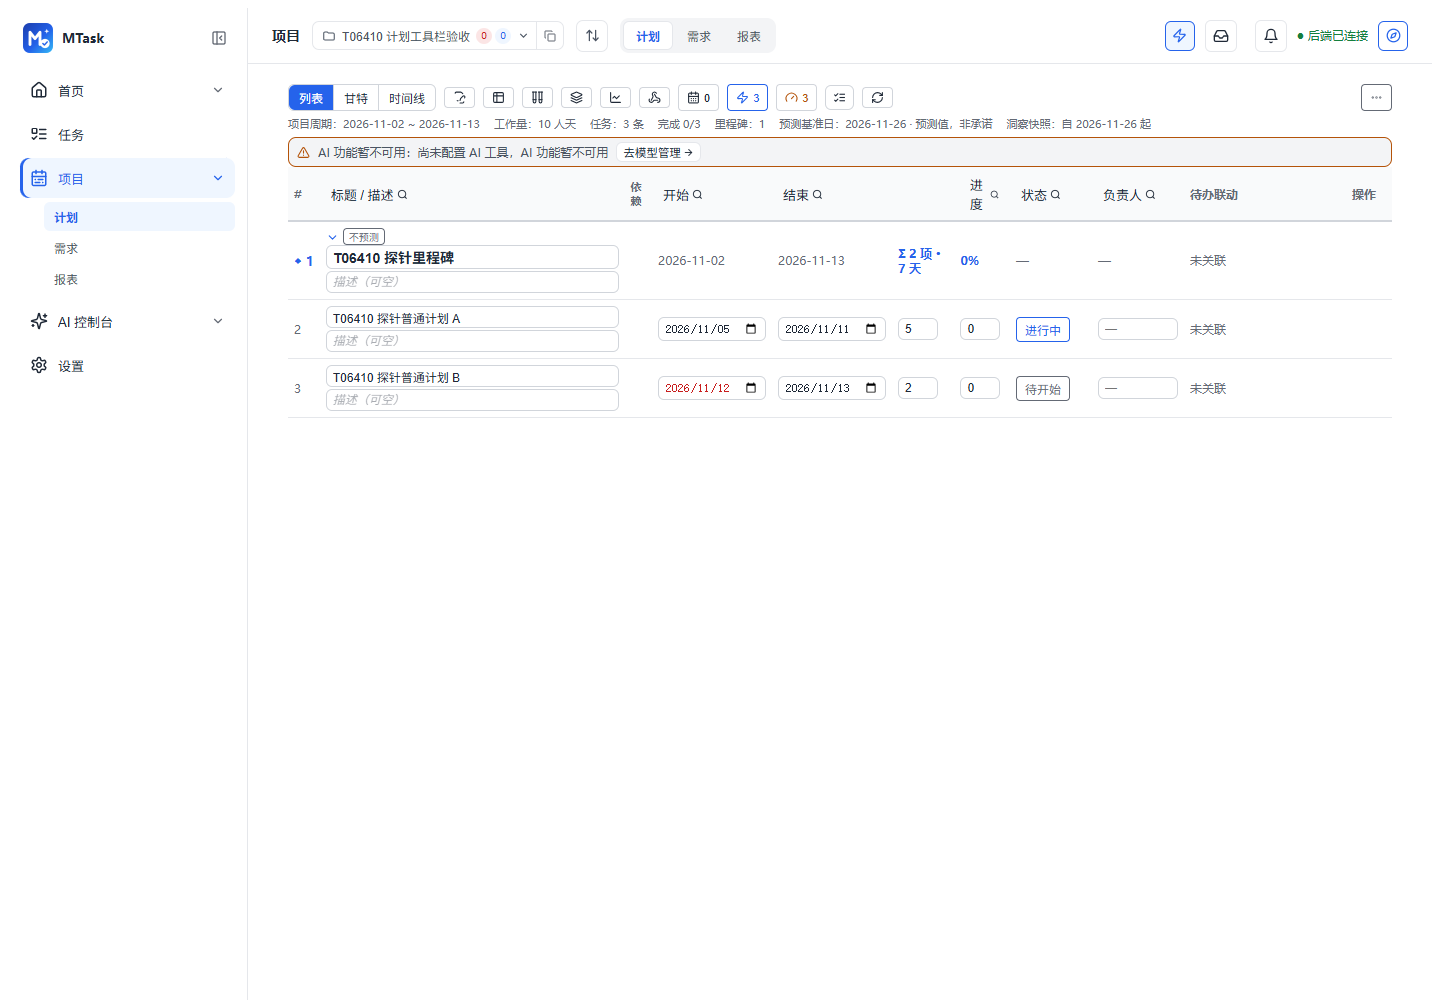 MTask
首页
任务
项目
计划
需求
报表
AI 控制台
设置
项目
T06410 计划工具栏验收 0 0
计划 需求 报表
后端已连接
列表 甘特 时间线 0 3 3
项目周期：2026-11-02 ~ 2026-11-13 工作量：10 人天 任务：3 条 完成 0/3 里程碑：1 预测基准日：2026-11-26 · 预测值，非承诺 洞察快照：自 2026-11-26 起
AI 功能暂不可用：尚未配置 AI 工具，AI 功能暂不可用 去模型管理 →
# 标题 / 描述 依赖 开始 结束 进度 状态 负责人 待办联动 操作
不预测
1 T06410 探针里程碑 2026-11-02 2026-11-13 Σ 2 项 • 7 天 0% — — 未关联
描述（可空）
2 T06410 探针普通计划 A 2026/11/05 2026/11/11 5 0 进行中 — 未关联
描述（可空）
3 T06410 探针普通计划 B 2026/11/12 2026/11/13 2 0 待开始 — 未关联
描述（可空）